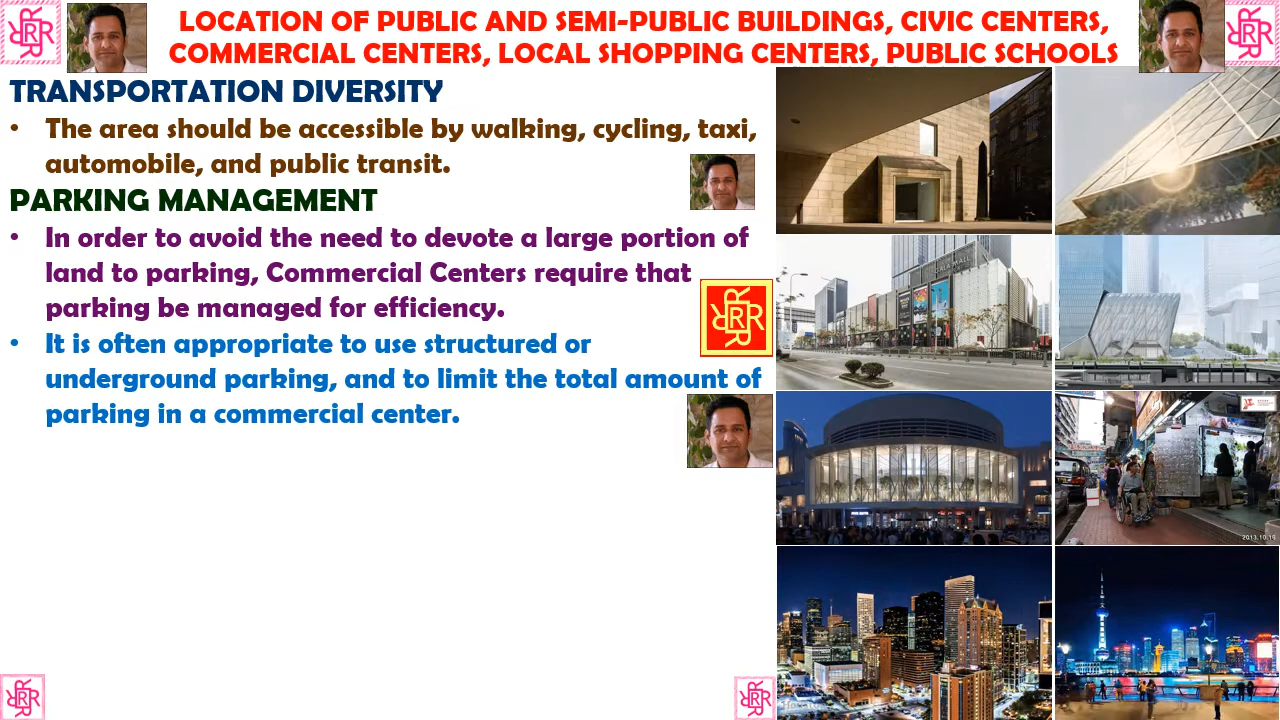 LOCATION OF PUBLIC AND SEMI-PUBLIC BUILDINGS, CIVIC CENTERS,
COMMERCIAL CENTERS, LOCAL SHOPPING CENTERS, PUBLIC SCHOOLS
TRANSPORTATION DIVERSITY
• The area should be accessible by walking, cycling, taxi,
automobile, and public transit.
PARKING MANAGEMENT
• In order to avoid the need to devote a large portion of
land to parking, Commercial Centers require that
parking be managed for efficiency.
• It is often appropriate to use structured or
underground parking, and to limit the total amount of
parking in a commercial center.
2013.10.19